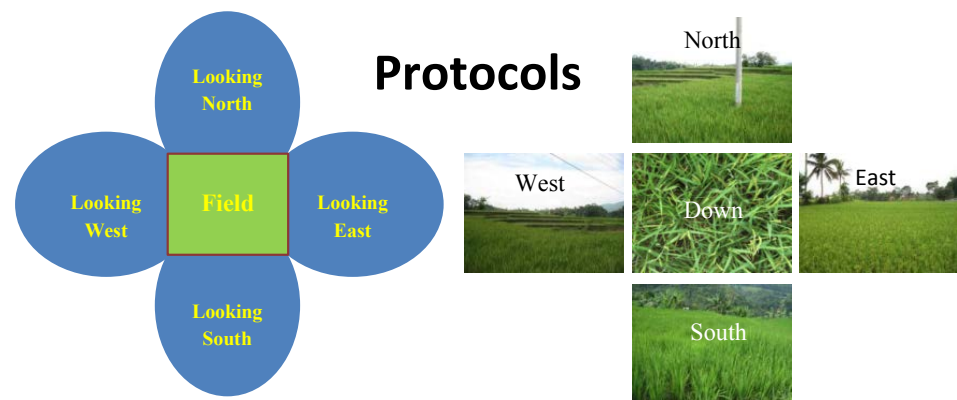 Looking
North
Looking
West
Field
Looking
East
Looking
South
Protocols
North
West
Down
East
South